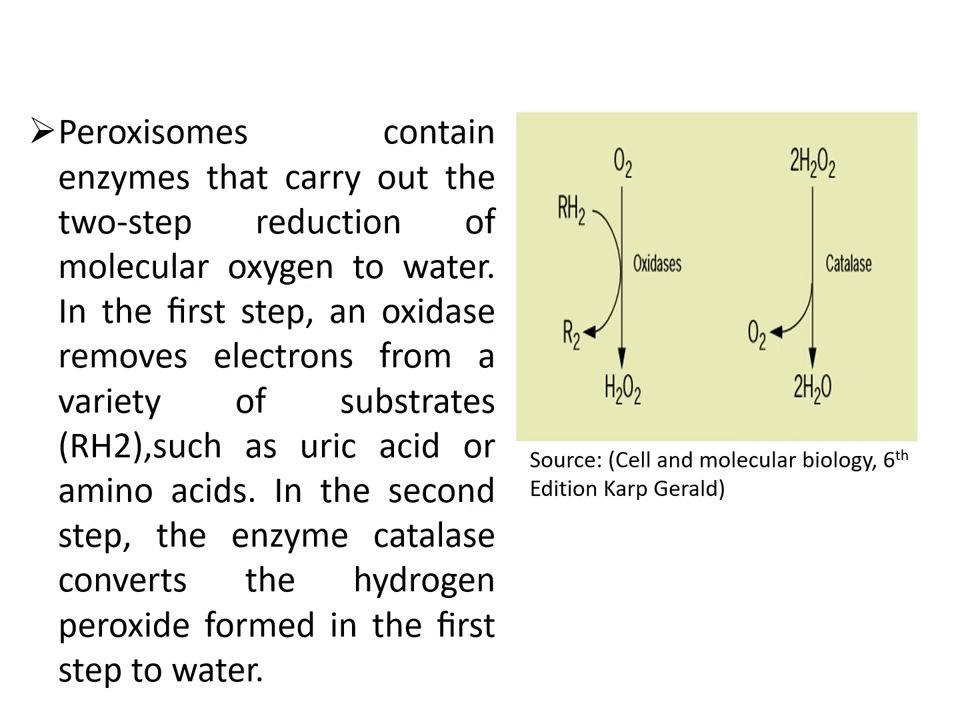 ➢Peroxisomes contain
enzymes that carry out the
two-step reduction of
molecular oxygen to water.
In the first step, an oxidase
removes electrons from a
variety of substrates
(RH2),such as uric acid or
amino acids. In the second
step, the enzyme catalase
converts the hydrogen
peroxide formed in the first
step to water.
O₂
RH₂
Oxidases
R₂
H₂O₂
2H₂O₂
Catalase
O₂
2H₂O
Source: (Cell and molecular biology, 6ᵗʰ
Edition Karp Gerald)